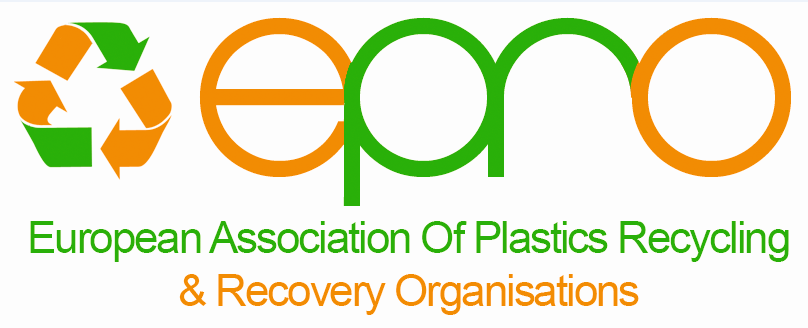 epro
European Association Of Plastics Recycling
& Recovery Organisations